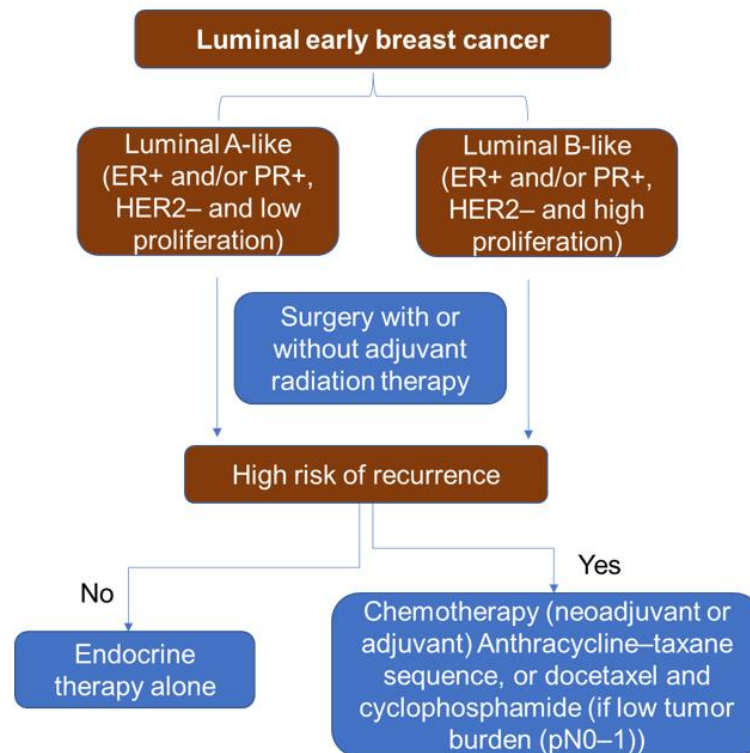 Luminal early breast cancer
Luminal A-like
(ER+ and/or PR+,
HER2– and low
proliferation)
Luminal B-like
(ER+ and/or PR+,
HER2– and high
proliferation)
Surgery with or
without adjuvant
radiation therapy
High risk of recurrence
No
Yes
Endocrine
therapy alone
Chemotherapy (neoadjuvant or
adjuvant) Anthracycline–taxane
sequence, or docetaxel and
cyclophosphamide (if low tumor
burden (pN0–1))